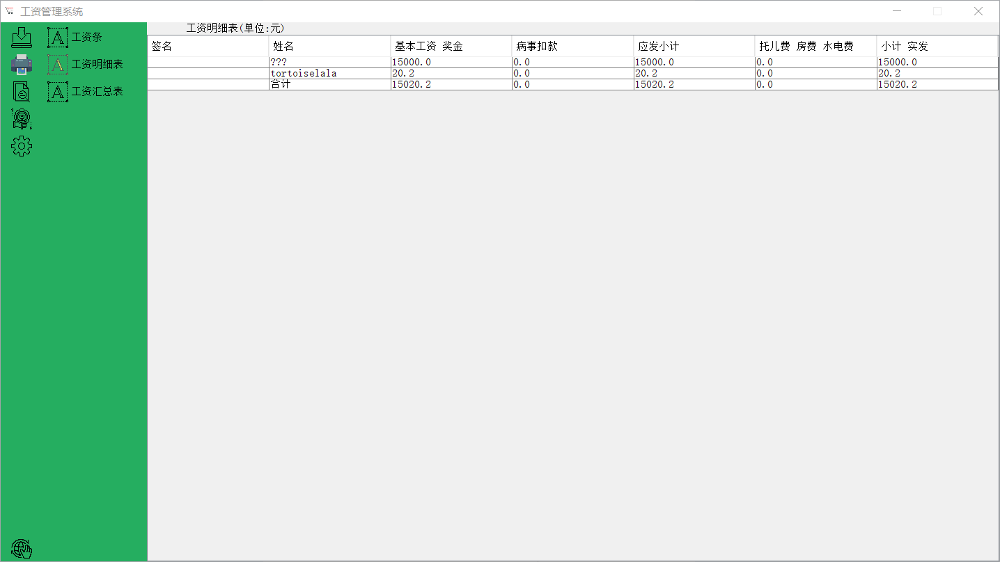 工资管理系统
工资条
工资明细表
工资汇总表
工资明细表(单位:元)
签名 姓名 基本工资 奖金 病事扣款 应发小计 托儿费 房费 水电费 小计 实发
??? 15000.0 0.0 15000.0 0.0 15000.0
tortoiselala 20.2 0.0 20.2 0.0 20.2
合计 15020.2 0.0 15020.2 0.0 15020.2